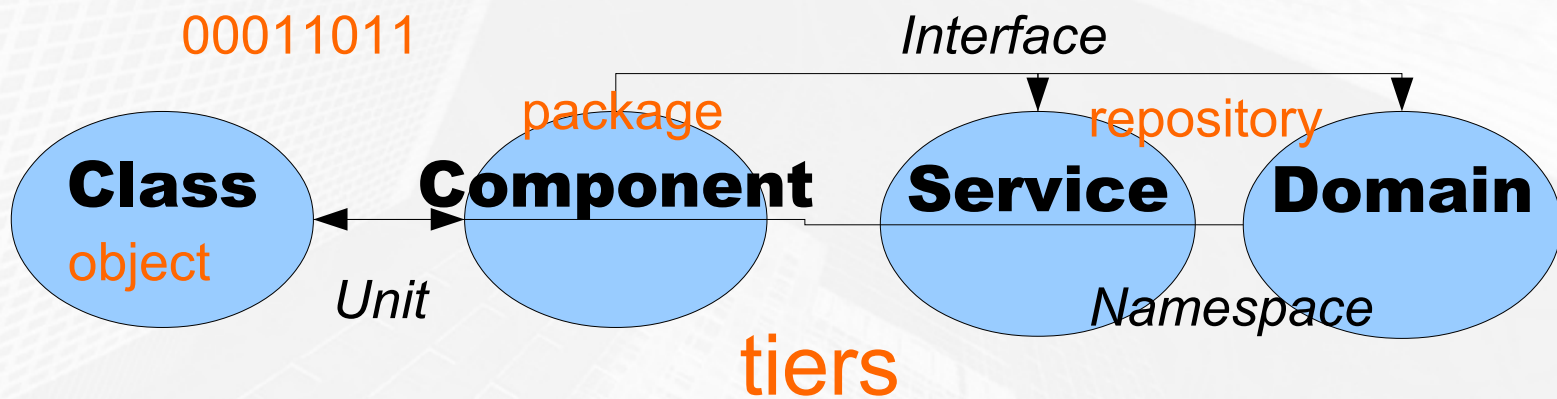 00011011
Interface
package
repository
Class
Component
Service
Domain
object
Unit
Namespace
tiers